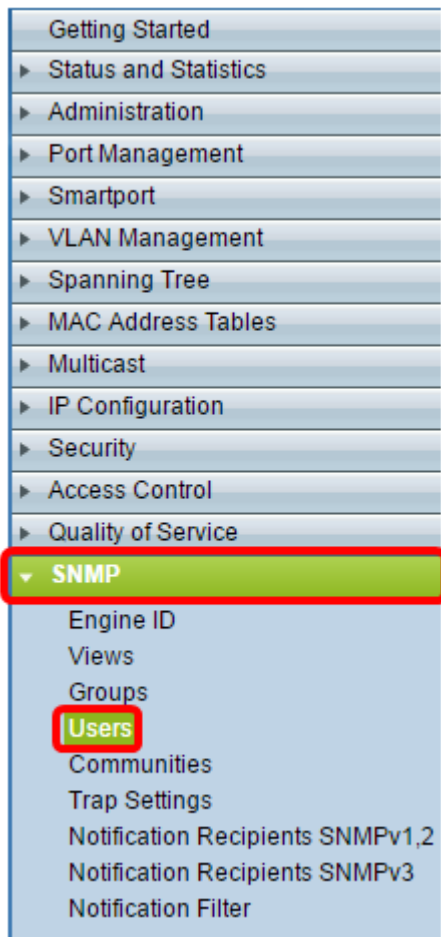 Getting Started
Status and Statistics
Administration
Port Management
Smartport
VLAN Management
Spanning Tree
MAC Address Tables
Multicast
IP Configuration
Security
Access Control
Quality of Service
SNMP
Engine ID
Views
Groups
Users
Communities
Trap Settings
Notification Recipients SNMPv1,2
Notification Recipients SNMPv3
Notification Filter